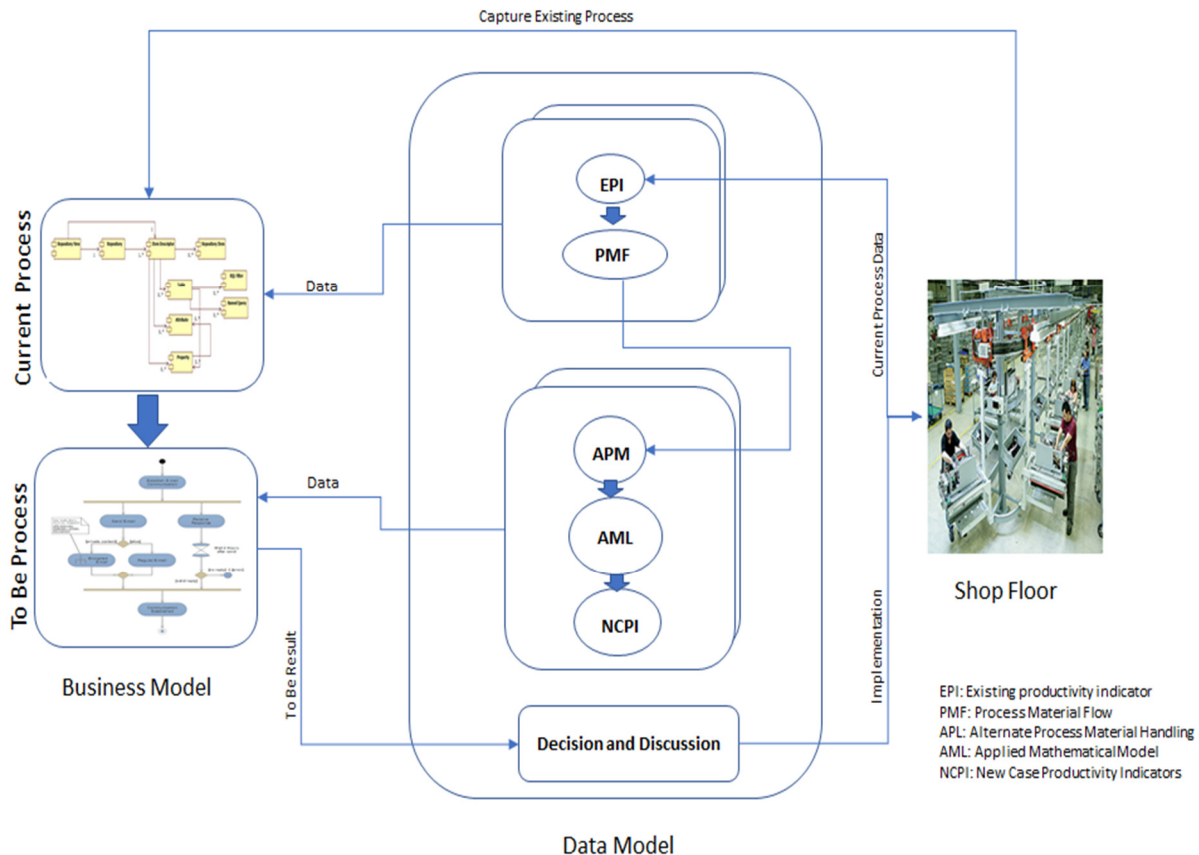 Capture Existing Process
Current Process
EPI
PMF
Data
Current Process Data
APM
AML
NCPI
Data
To Be Process
To Be Result
Implementation
Shop Floor
Business Model
Decision and Discussion
EPI: Existing productivity indicator
PMF: Process Material Flow
APL: Alternate Process Material Handling
AML: Applied Mathematical Model
NCPI: New Case Productivity Indicators
Data Model